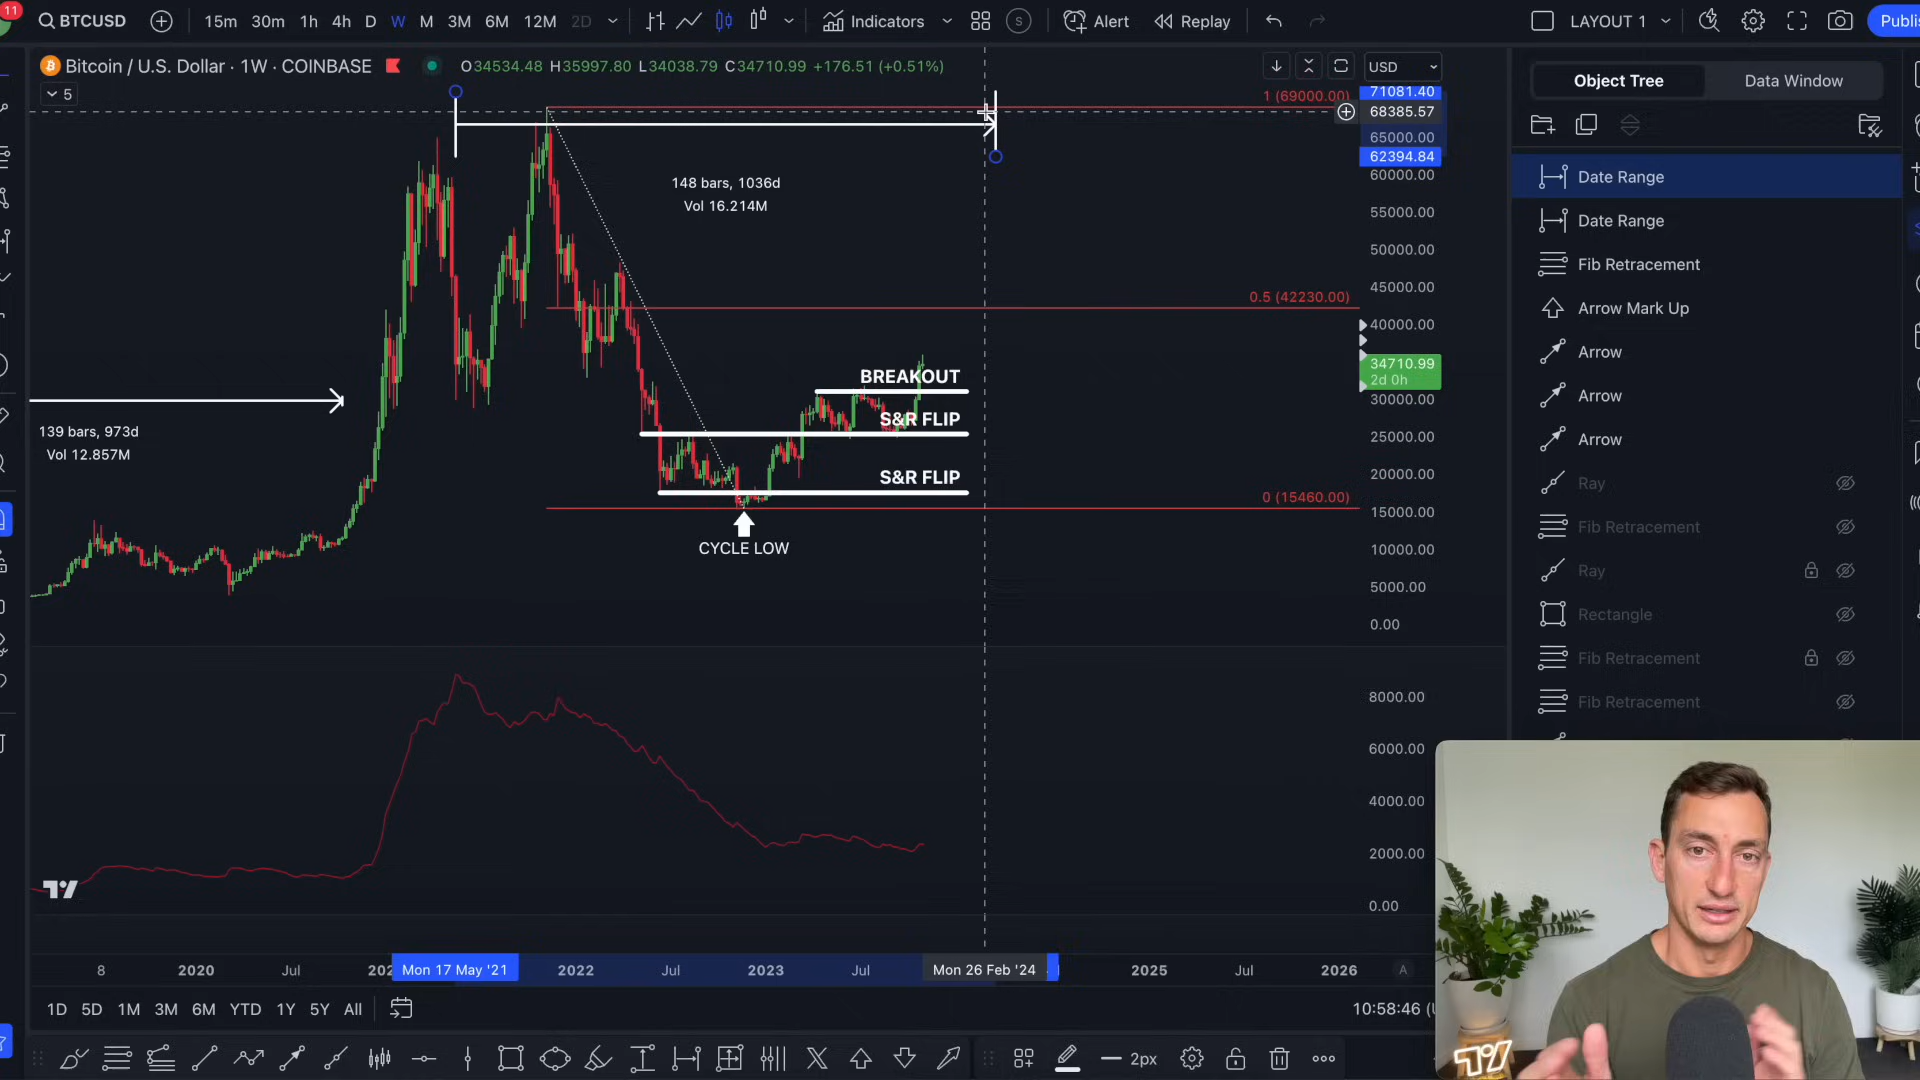 11
BTCUSD
15m 30m 1h 4h D W M 3M 6M 12M 2D
Indicators
S
Alert
Replay
LAYOUT 1
Publi
Bitcoin / U.S. Dollar · 1W · COINBASE
O34534.48 H35997.80 L34038.79 C34710.99 +176.51 (+0.51%)
USD
5
Object Tree
Data Window
1 (69000.00)
71081.40
68385.57
65000.00
62394.84
60000.00
55000.00
50000.00
45000.00
40000.00
34710.99
2d 0h
30000.00
25000.00
20000.00
15000.00
10000.00
5000.00
0.00
148 bars, 1036d
Vol 16.214M
0.5 (42230.00)
BREAKOUT
S&R FLIP
S&R FLIP
0 (15460.00)
CYCLE LOW
139 bars, 973d
Vol 12.857M
8000.00
6000.00
4000.00
2000.00
0.00
Date Range
Date Range
Fib Retracement
Arrow Mark Up
Arrow
Arrow
Arrow
Ray
Fib Retracement
Ray
Rectangle
Fib Retracement
Fib Retracement
8 2020 Jul 202 Mon 17 May '21 2022 Jul 2023 Jul Mon 26 Feb '24 2025 Jul 2026 A
1D 5D 1M 3M 6M YTD 1Y 5Y All
10:58:46 (U
2px